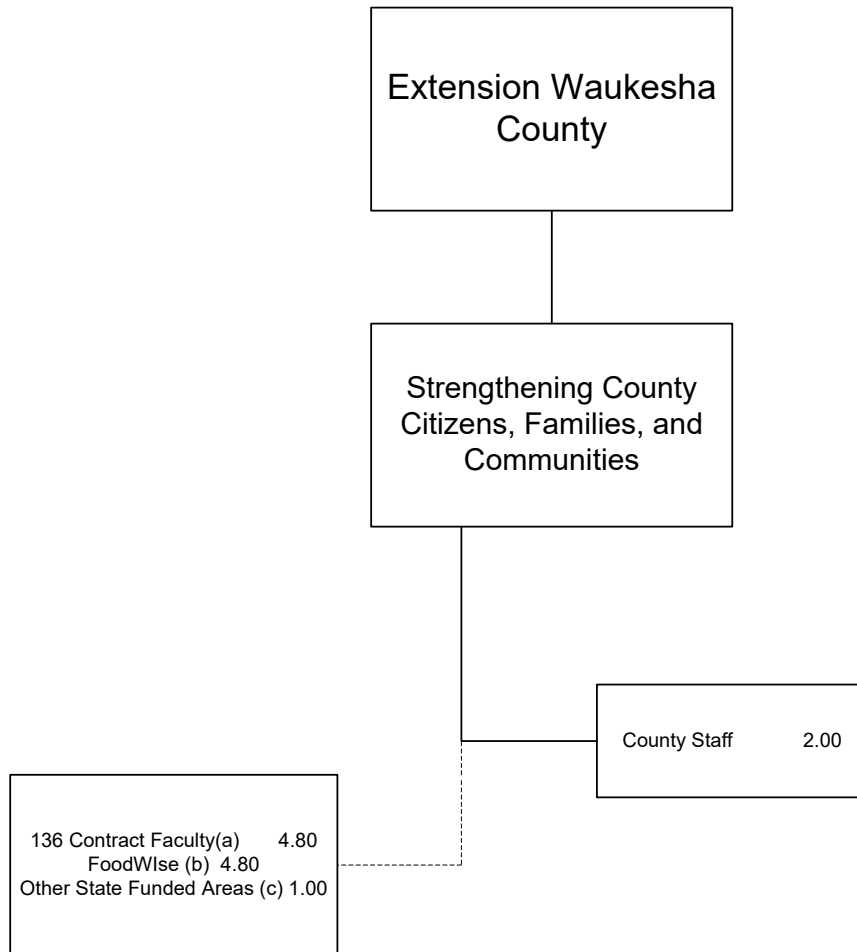 Extension Waukesha
County
Strengthening County
Citizens, Families, and
Communities
County Staff 2.00
136 Contract Faculty(a) 4.80
FoodWIse (b) 4.80
Other State Funded Areas (c) 1.00